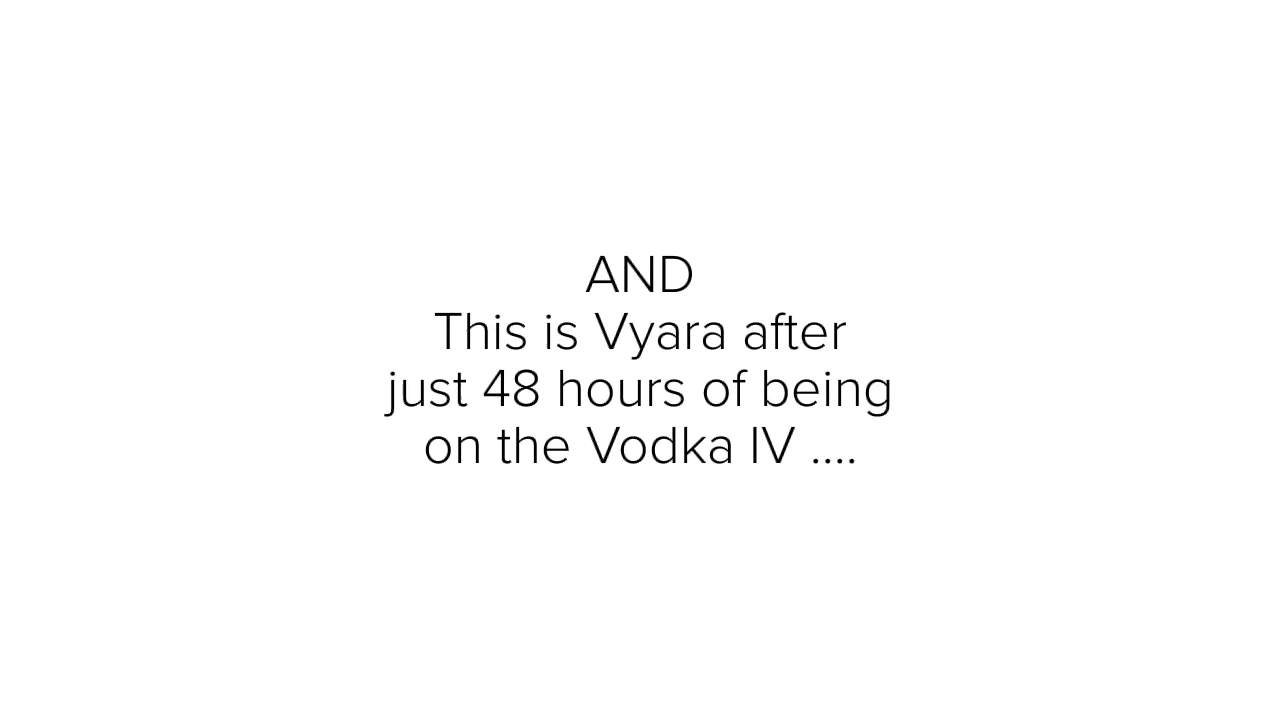 AND
This is Vyara after
just 48 hours of being
on the Vodka IV ....